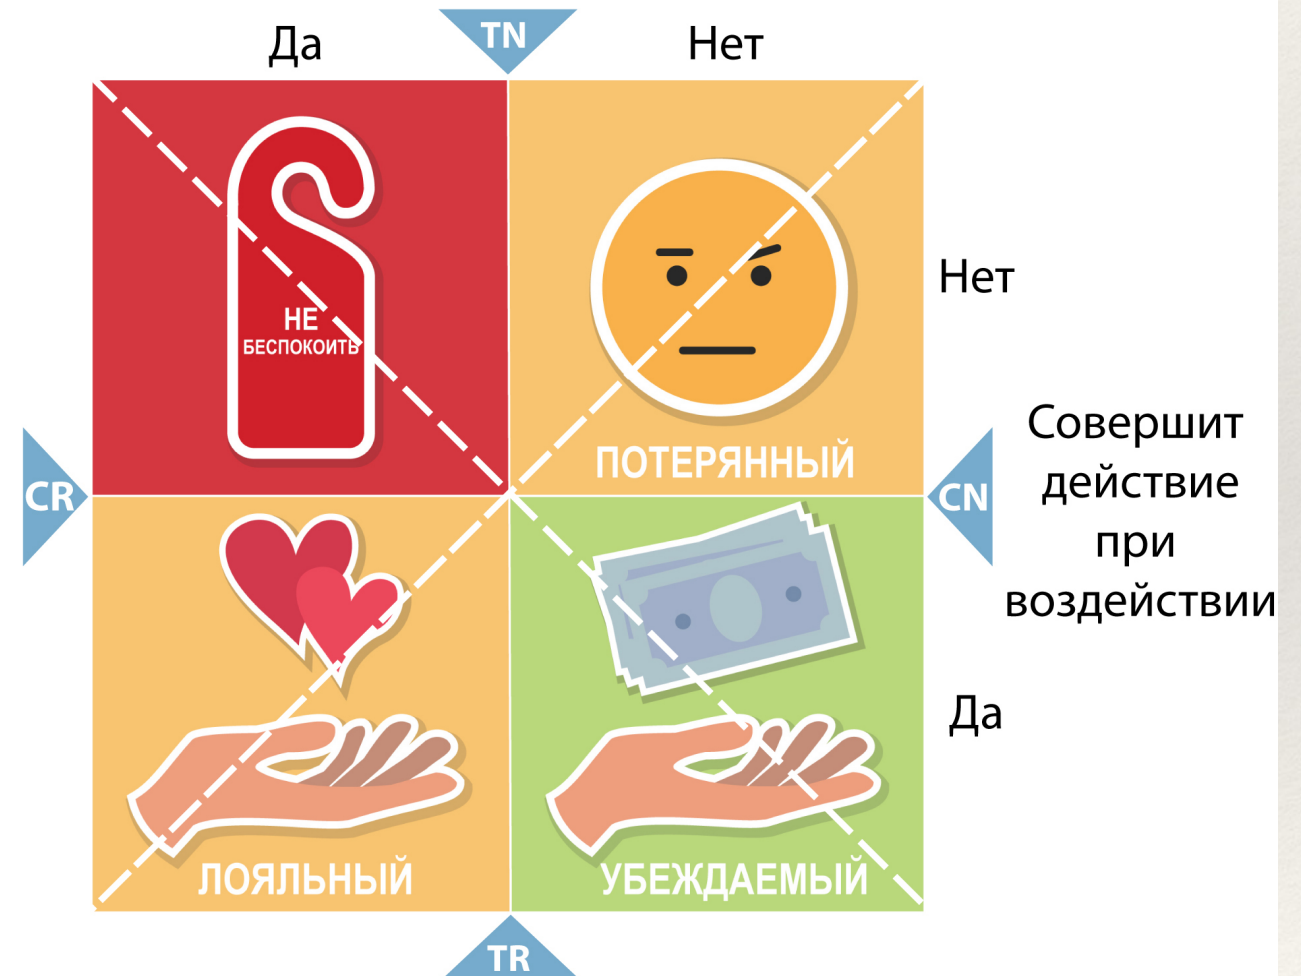 Да
TN
Нет
НЕ
БЕСПОКОИТЬ
Нет
ПОТЕРЯННЫЙ
CR
CN
Совершит
действие
при
воздействии
Да
ЛОЯЛЬНЫЙ
УБЕЖДАЕМЫЙ
TR